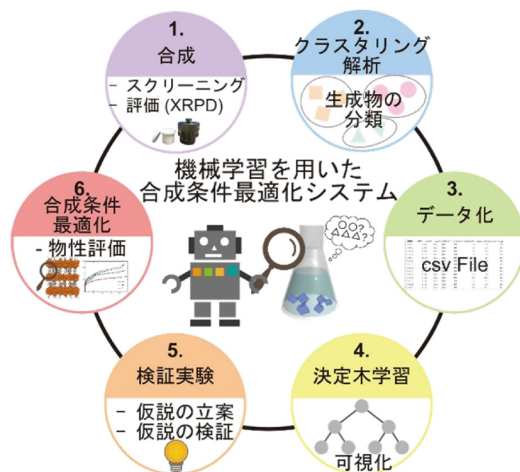 1.
合成
- スクリーニング
- 評価 (XRPD)
2.
クラスタリング
解析
生成物の
分類
機械学習を用いた
合成条件最適化システム
3.
データ化
csv File
4.
決定木学習
可視化
5.
検証実験
- 仮説の立案
- 仮説の検証
6.
合成条件
最適化
- 物性評価